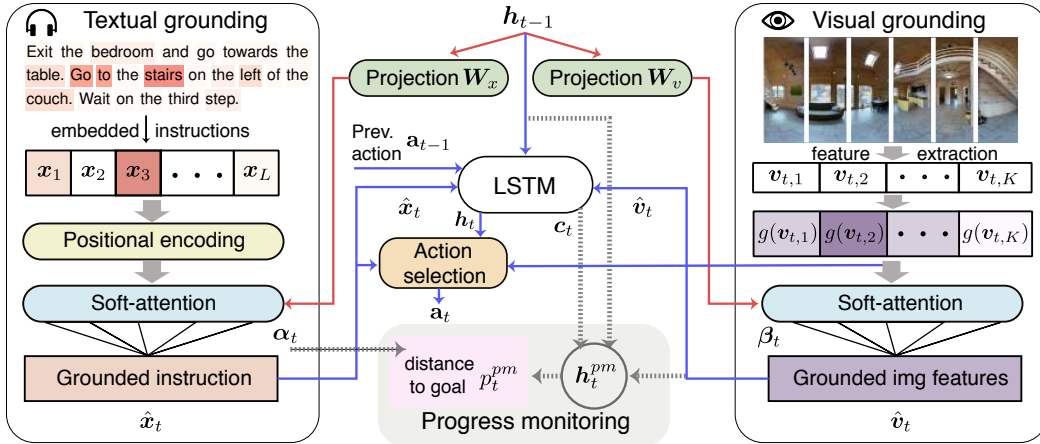 Textual grounding
Exit the bedroom and go towards the
table. Go to the stairs on the left of the
couch. Wait on the third step.
embedded instructions
x_1 x_2 x_3 • • • x_L
Positional encoding
Soft-attention
α_t
Grounded instruction
x̂_t
h_{t−1}
Projection W_x
Projection W_v
Prev.
action
a_{t−1}
LSTM
x̂_t
v̂_t
h_t
c_t
Action
selection
a_t
distance
to goal
p_t^{pm}
h_t^{pm}
Progress monitoring
Visual grounding
feature extraction
v_{t,1} v_{t,2} • • • v_{t,K}
g(v_{t,1}) g(v_{t,2}) • • • g(v_{t,K})
Soft-attention
β_t
Grounded img features
v̂_t